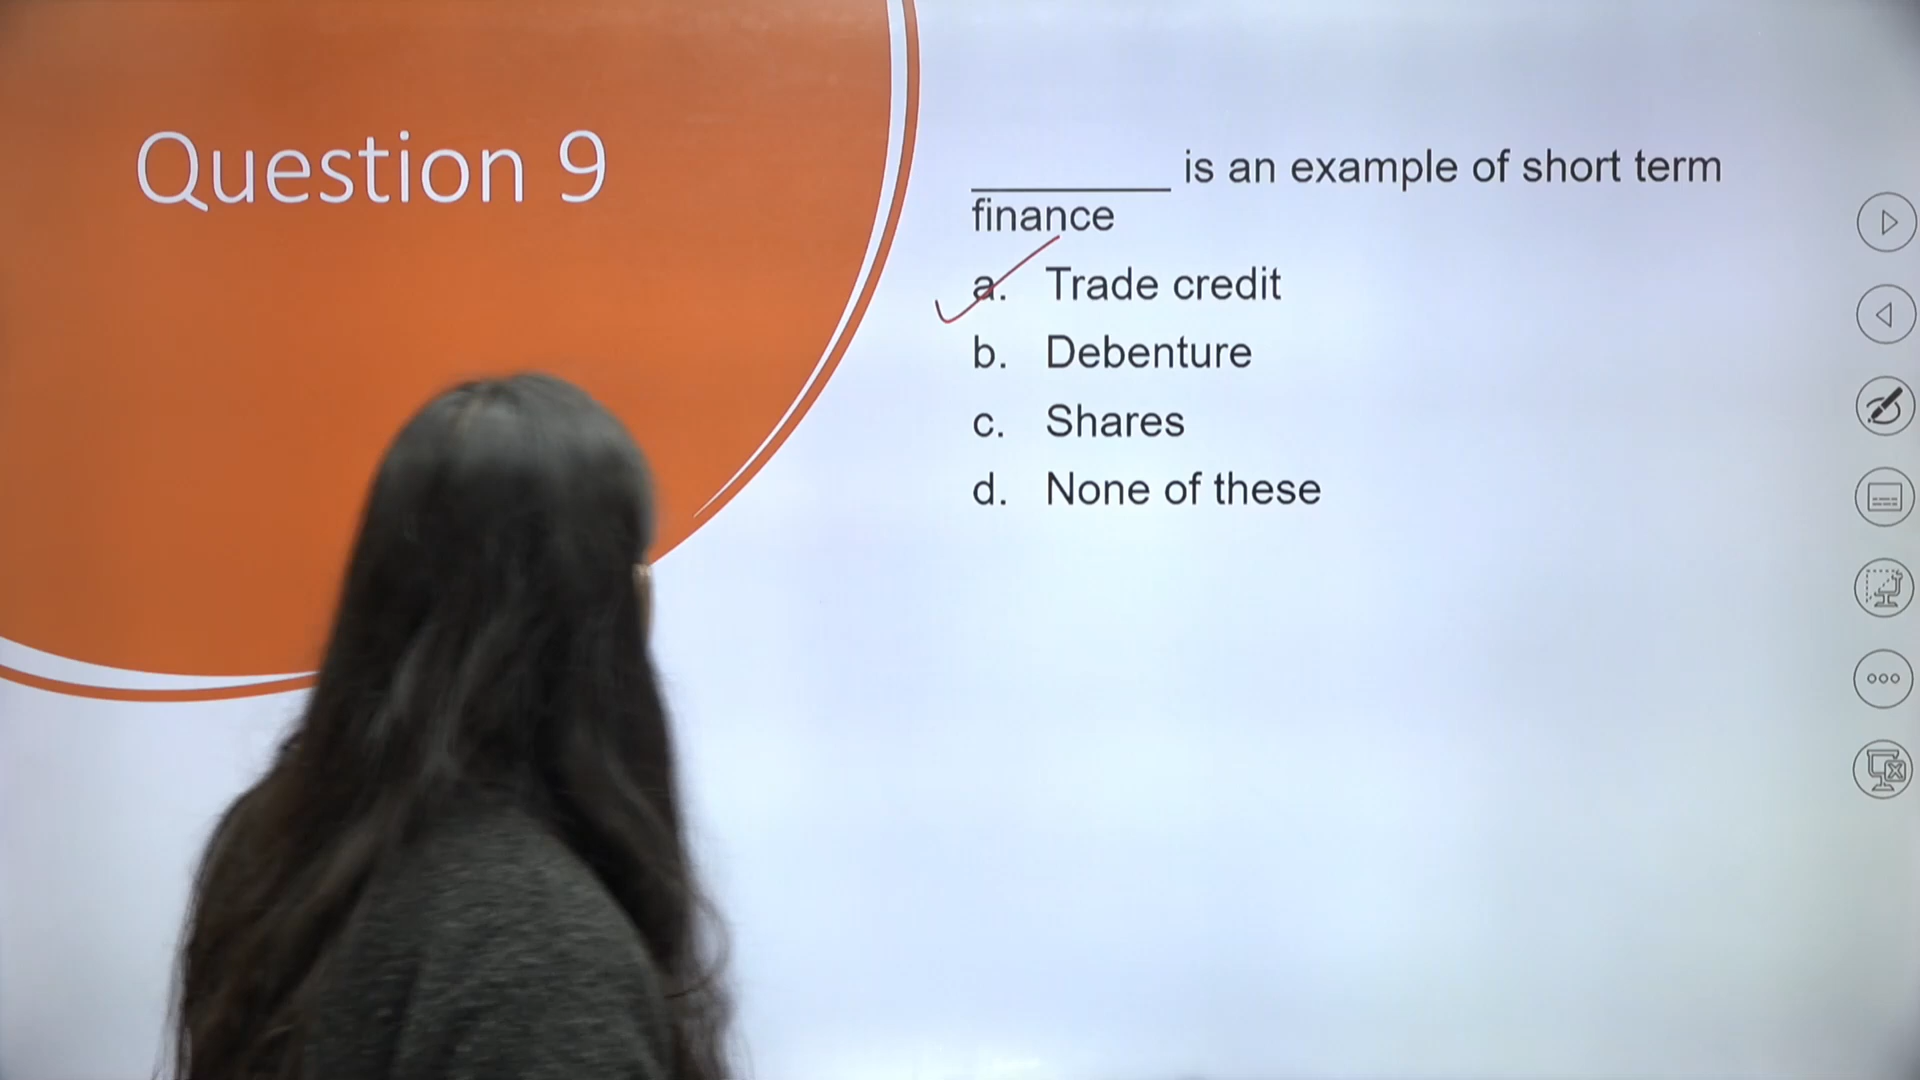 Question 9
__________ is an example of short term
finance
a. Trade credit
b. Debenture
c. Shares
d. None of these